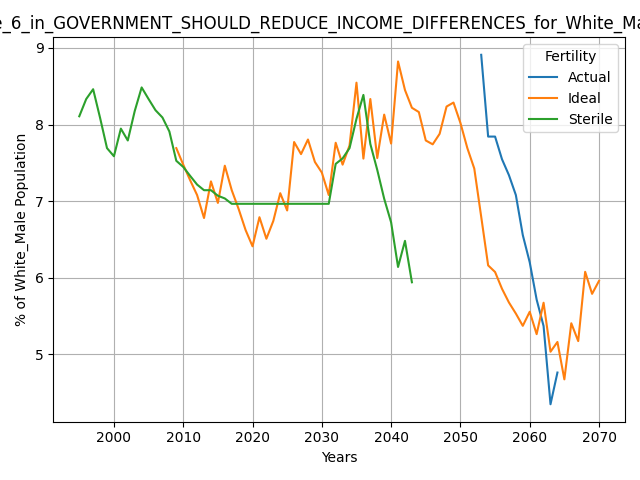 _6_in_GOVERNMENT_SHOULD_REDUCE_INCOME_DIFFERENCES_for_White_Ma
Fertility
Actual
Ideal
Sterile
% of White_Male Population
9
8
7
6
5
2000 2010 2020 2030 2040 2050 2060 2070
Years